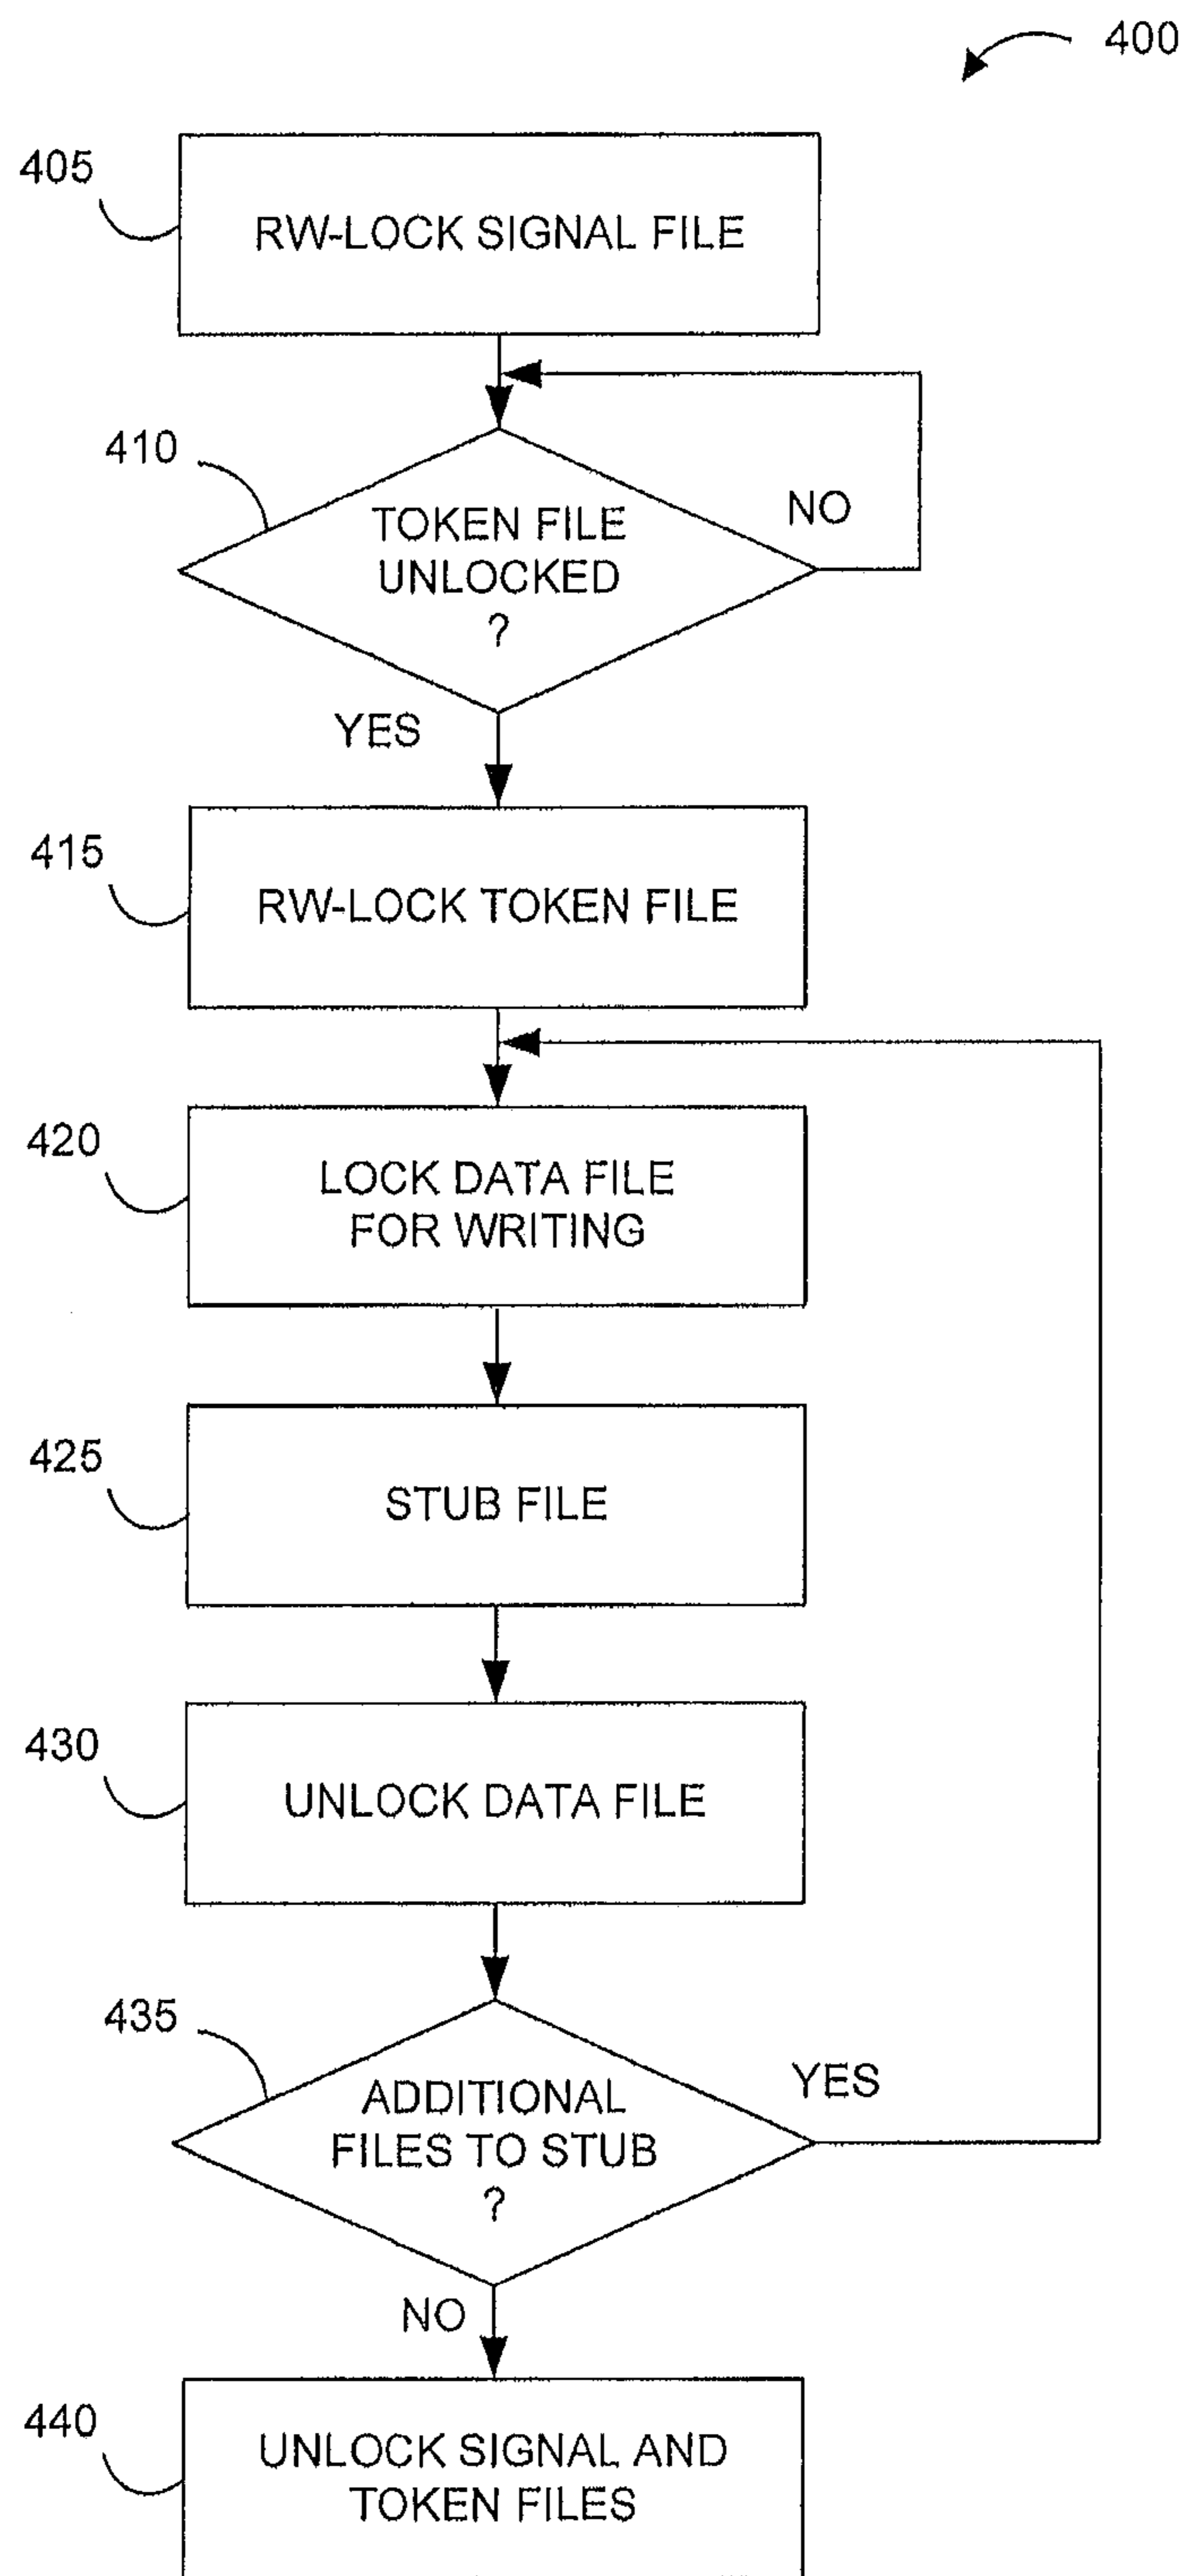 400
405
RW-LOCK SIGNAL FILE
410
TOKEN FILE
UNLOCKED
?
NO
YES
415
RW-LOCK TOKEN FILE
420
LOCK DATA FILE
FOR WRITING
425
STUB FILE
430
UNLOCK DATA FILE
435
ADDITIONAL
FILES TO STUB
?
YES
NO
440
UNLOCK SIGNAL AND
TOKEN FILES